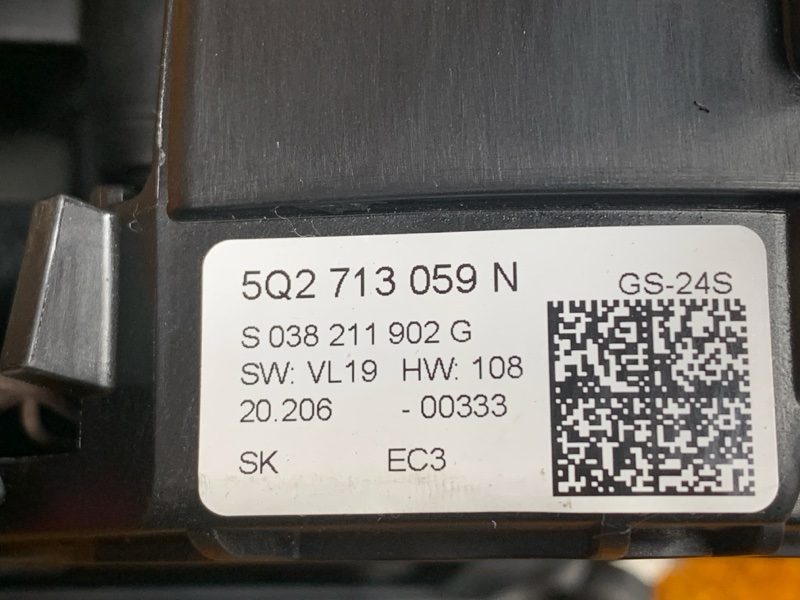 5Q2 713 059 N
GS-24S
S 038 211 902 G
SW: VL19 HW: 108
20.206 - 00333
SK EC3